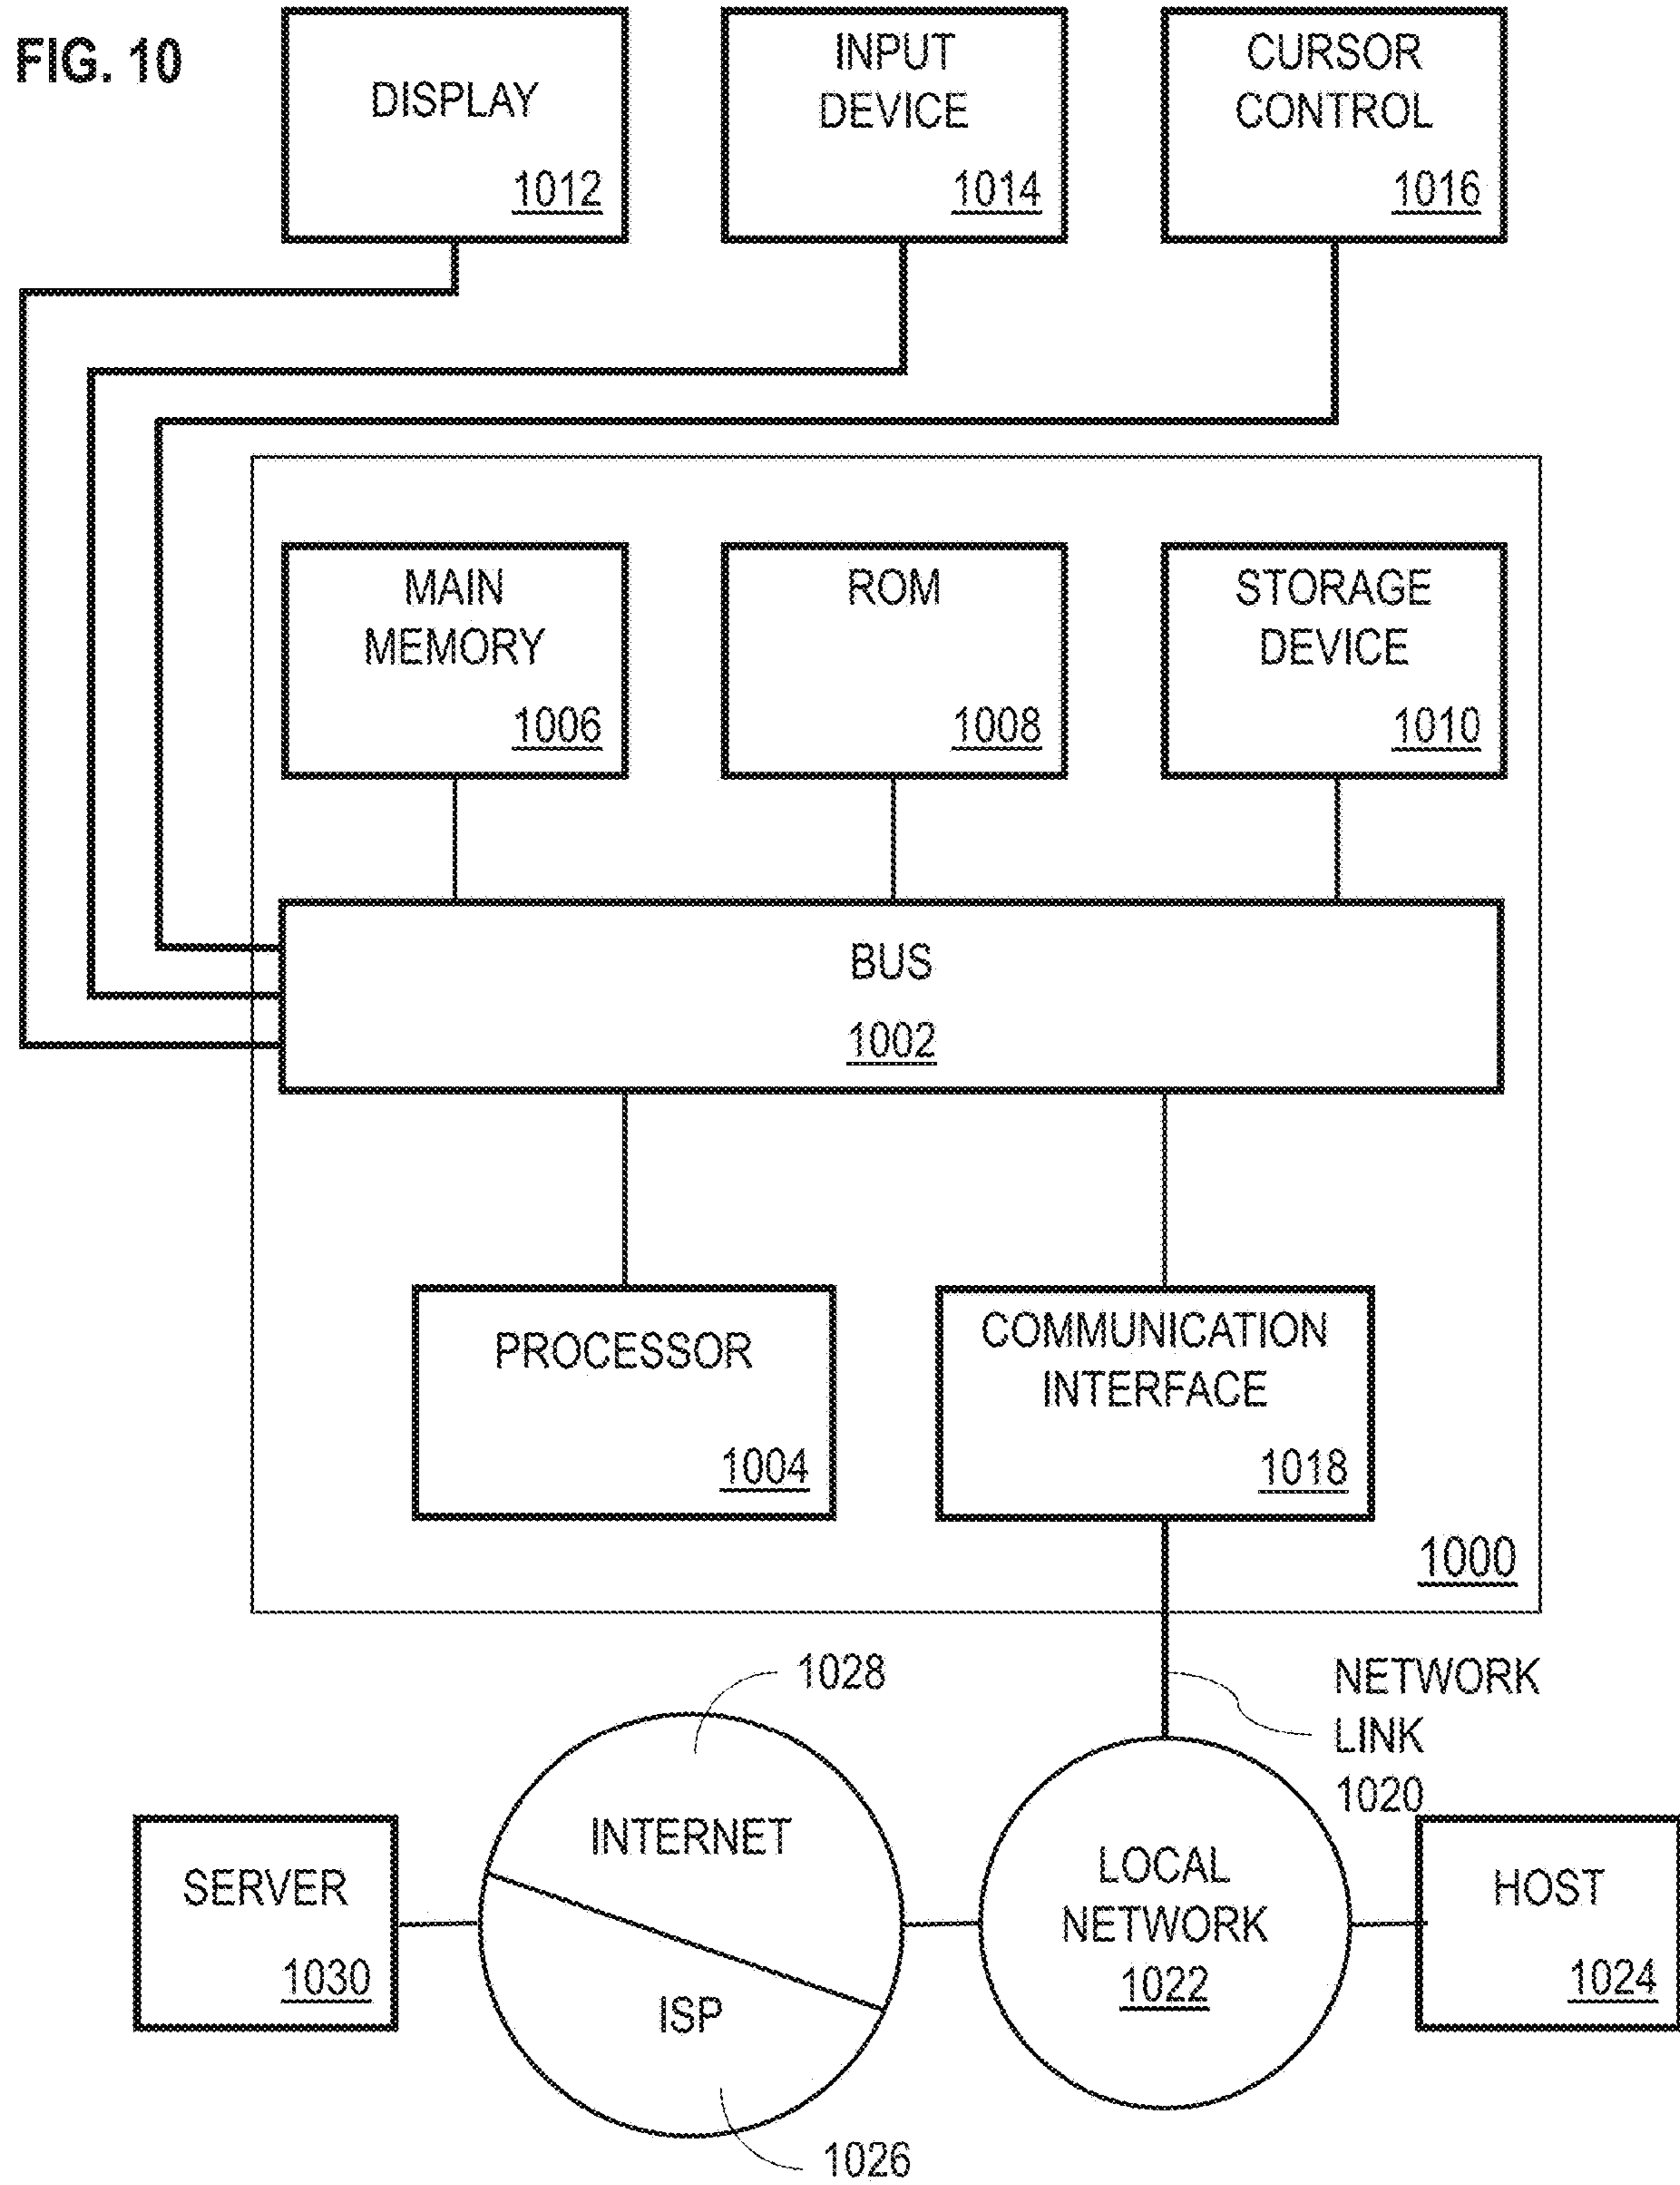 FIG. 10
DISPLAY
1012
INPUT
DEVICE
1014
CURSOR
CONTROL
1016
MAIN
MEMORY
1006
ROM
1008
STORAGE
DEVICE
1010
BUS
1002
PROCESSOR
1004
COMMUNICATION
INTERFACE
1018
1000
1028
NETWORK
LINK
1020
INTERNET
ISP
1026
SERVER
1030
LOCAL
NETWORK
1022
HOST
1024